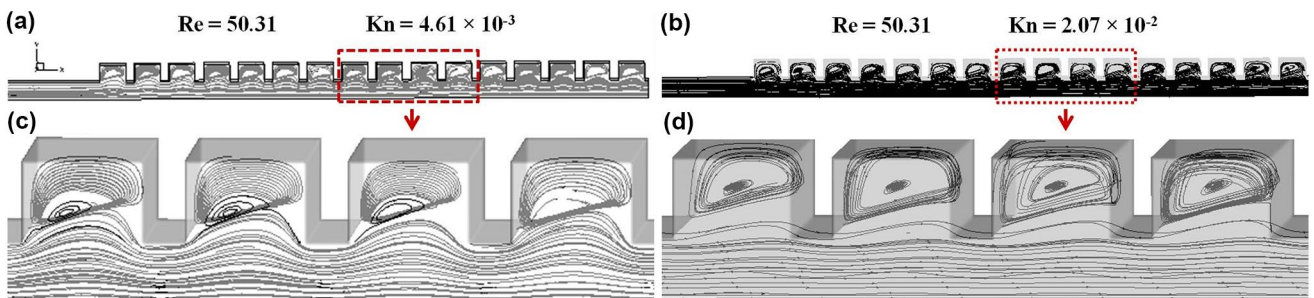 (a) Re = 50.31 Kn = 4.61 × 10-3
(b) Re = 50.31 Kn = 2.07 × 10-2
(c)
(d)